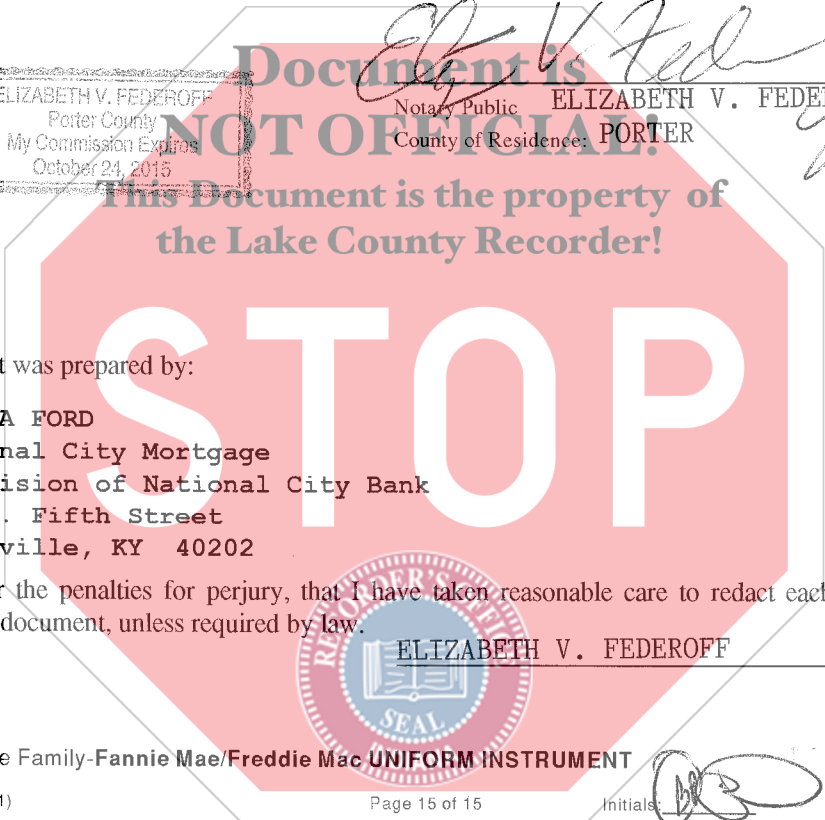 Document is
NOT OFFICIAL!
This Document is the property of
the Lake County Recorder!
ELIZABETH V. FEDEROFF
Porter County
My Commission Expires
October 24, 2015
Notary Public ELIZABETH V. FEDE
County of Residence: PORTER
STOP
t was prepared by:
A FORD
nal City Mortgage
ision of National City Bank
. Fifth Street
ville, KY 40202
r the penalties for perjury, that I have taken reasonable care to redact each
document, unless required by law.
ELIZABETH V. FEDEROFF
RECORDER'S OFFICE
SEAL
e Family-Fannie Mae/Freddie Mac UNIFORM INSTRUMENT
1)
Page 15 of 15
Initials: